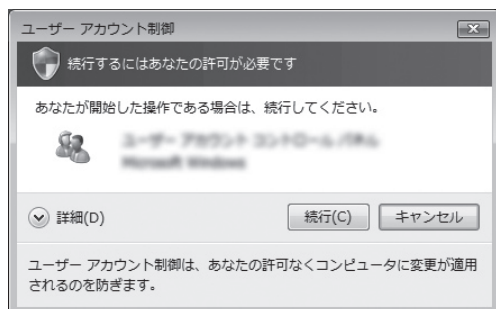 ユーザー アカウント制御
続行するにはあなたの許可が必要です
あなたが開始した操作である場合は、続行してください。
詳細(D)
続行(C)
キャンセル
ユーザー アカウント制御は、あなたの許可なくコンピュータに変更が適用
されるのを防ぎます。